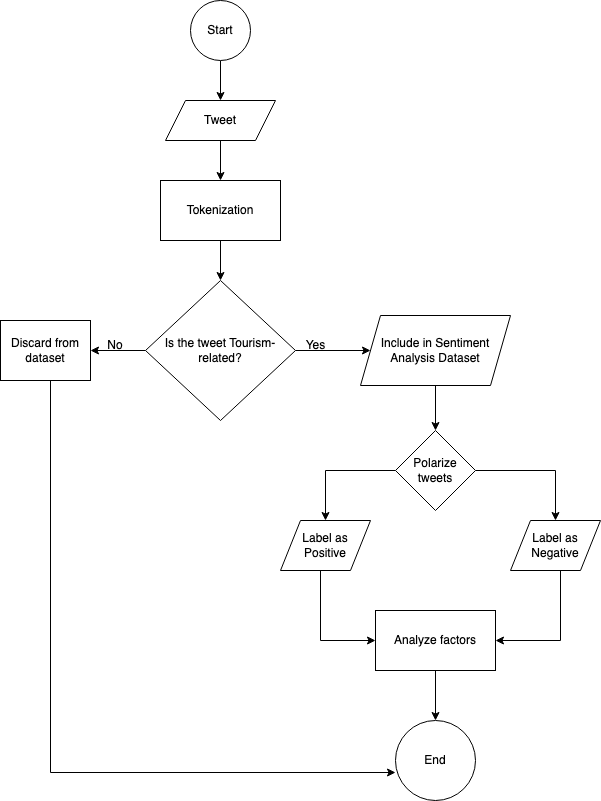 Start
Tweet
Tokenization
Is the tweet Tourism-
related?
No
Yes
Discard from
dataset
Include in Sentiment
Analysis Dataset
Polarize
tweets
Label as
Positive
Label as
Negative
Analyze factors
End